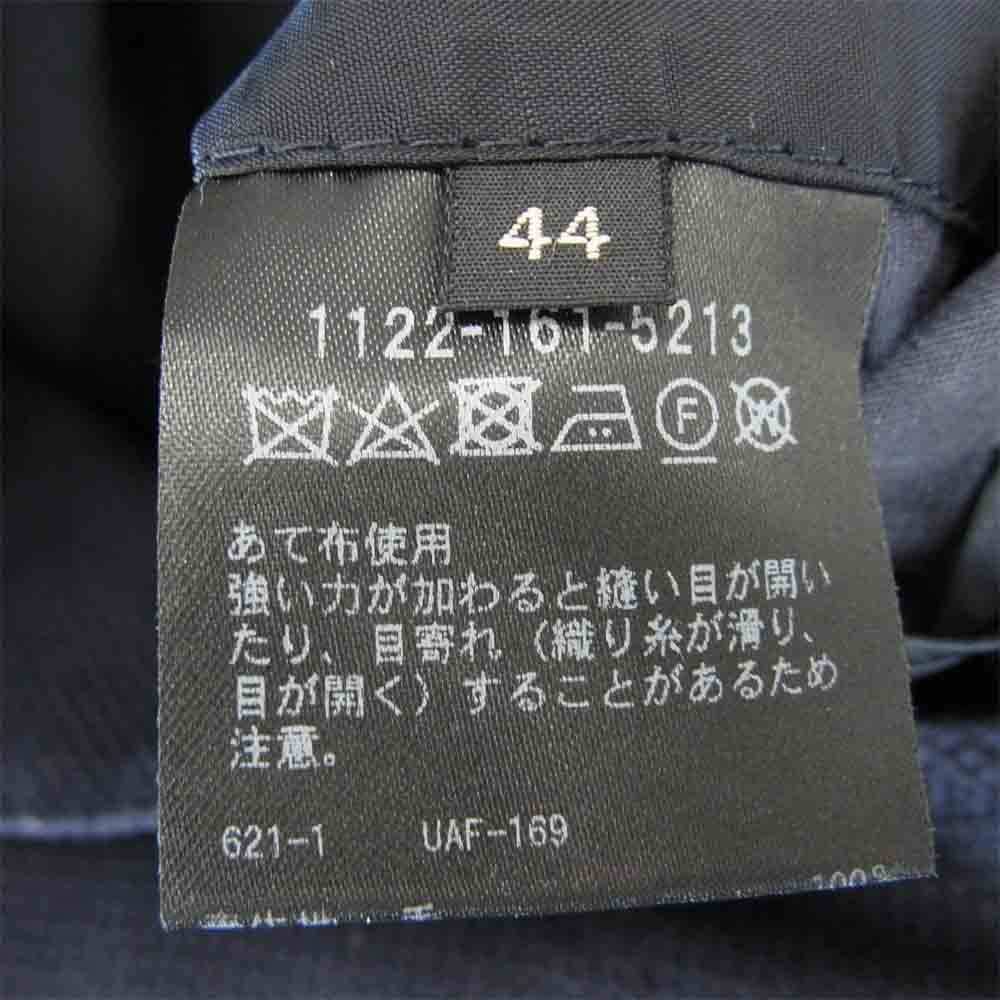 44
1122-161-5213
F
W
あて布使用
強い力が加わると縫い目が開い
たり、目寄れ(織り糸が滑り、
目が開く)することがあるため
注意。
621-1 UAF-169